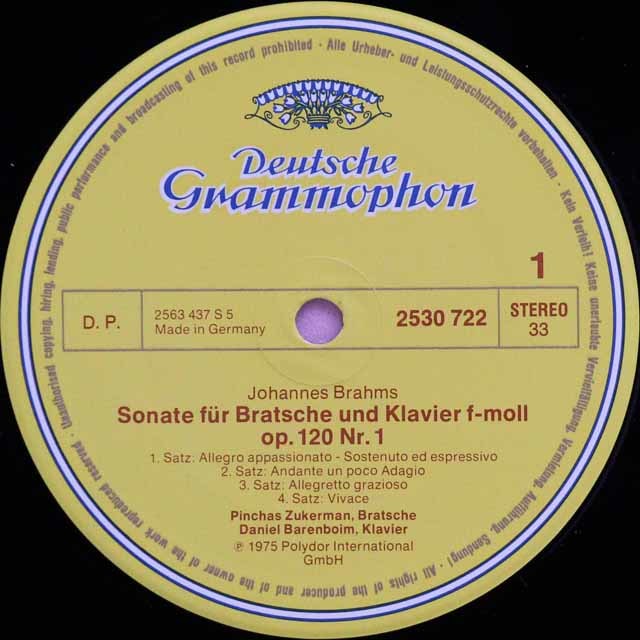 Deutsche
Grammophon
1
D. P.
2563 437 S 5
Made in Germany
2530 722
STEREO
33
Johannes Brahms
Sonate für Bratsche und Klavier f-moll
op. 120 Nr. 1
1. Satz: Allegro appassionato - Sostenuto ed espressivo
2. Satz: Andante un poco Adagio
3. Satz: Allegretto grazioso
4. Satz: Vivace
Pinchas Zukerman, Bratsche
Daniel Barenboim, Klavier
℗ 1975 Polydor International
GmbH
Alle Urheber- und Leistungsschutzrechte vorbehalten · Kein Verleih! Keine unerlaubte Vervielfältigung, Vermietung, Aufführung, Sendung! · All rights of the producer and of the owner of the work reproduced reserved · Unauthorised copying, hiring, lending, public performance and broadcasting of this record prohibited ·